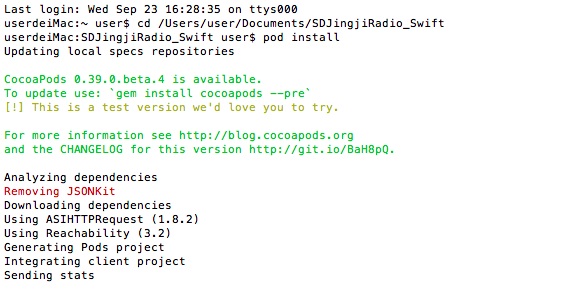 Last login: Wed Sep 23 16:28:35 on ttys000
userdeiMac:~ user$ cd /Users/user/Documents/SDJingjiRadio_Swift
userdeiMac:SDJingjiRadio_Swift user$ pod install
Updating local specs repositories
CocoaPods 0.39.0.beta.4 is available.
To update use: `gem install cocoapods --pre`
[!] This is a test version we'd love you to try.
For more information see http://blog.cocoapods.org
and the CHANGELOG for this version http://git.io/BaH8pQ.
Analyzing dependencies
Removing JSONKit
Downloading dependencies
Using ASIHTTPRequest (1.8.2)
Using Reachability (3.2)
Generating Pods project
Integrating client project
Sending stats